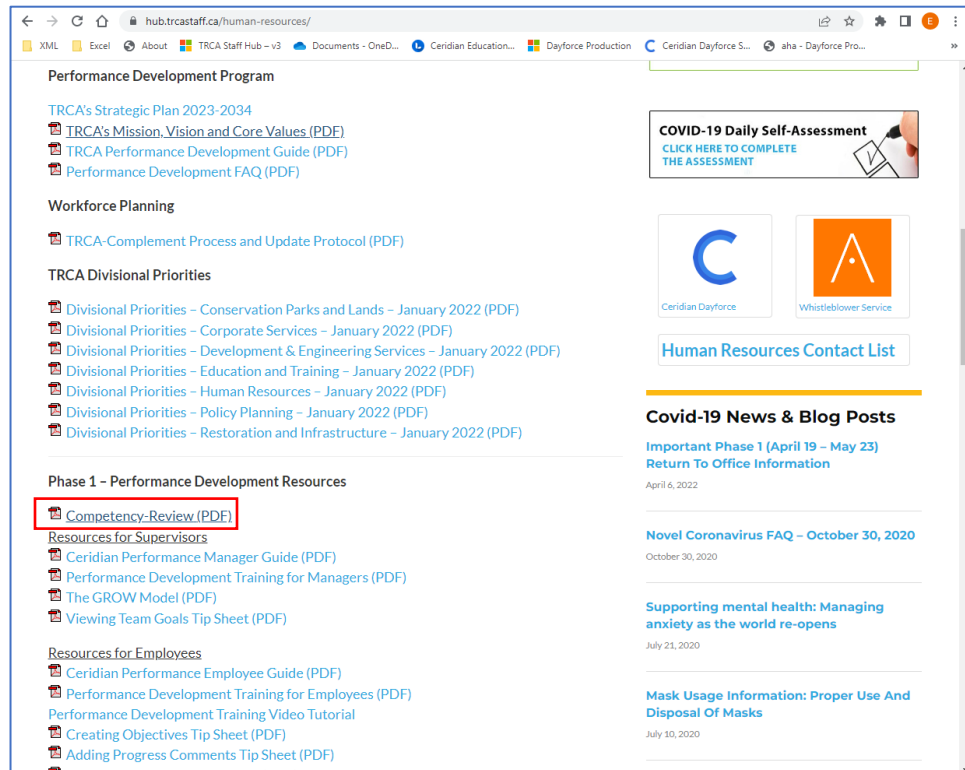 hub.trcastaff.ca/human-resources/
E
XML
Excel
About
TRCA Staff Hub – v3
Documents - OneD...
Ceridian Education...
Dayforce Production
Ceridian Dayforce S...
aha - Dayforce Pro...
»
Performance Development Program
TRCA's Strategic Plan 2023-2034
TRCA's Mission, Vision and Core Values (PDF)
TRCA Performance Development Guide (PDF)
Performance Development FAQ (PDF)
Workforce Planning
TRCA-Complement Process and Update Protocol (PDF)
TRCA Divisional Priorities
Divisional Priorities – Conservation Parks and Lands – January 2022 (PDF)
Divisional Priorities – Corporate Services – January 2022 (PDF)
Divisional Priorities – Development & Engineering Services – January 2022 (PDF)
Divisional Priorities – Education and Training – January 2022 (PDF)
Divisional Priorities – Human Resources – January 2022 (PDF)
Divisional Priorities – Policy Planning – January 2022 (PDF)
Divisional Priorities – Restoration and Infrastructure – January 2022 (PDF)
Phase 1 – Performance Development Resources
Competency-Review (PDF)
Resources for Supervisors
Ceridian Performance Manager Guide (PDF)
Performance Development Training for Managers (PDF)
The GROW Model (PDF)
Viewing Team Goals Tip Sheet (PDF)
Resources for Employees
Ceridian Performance Employee Guide (PDF)
Performance Development Training for Employees (PDF)
Performance Development Training Video Tutorial
Creating Objectives Tip Sheet (PDF)
Adding Progress Comments Tip Sheet (PDF)
COVID-19 Daily Self-Assessment
CLICK HERE TO COMPLETE
THE ASSESSMENT
Ceridian Dayforce
Whistleblower Service
Human Resources Contact List
Covid-19 News & Blog Posts
Important Phase 1 (April 19 – May 23)
Return To Office Information
April 6, 2022
Novel Coronavirus FAQ – October 30, 2020
October 30, 2020
Supporting mental health: Managing
anxiety as the world re-opens
July 21, 2020
Mask Usage Information: Proper Use And
Disposal Of Masks
July 10, 2020